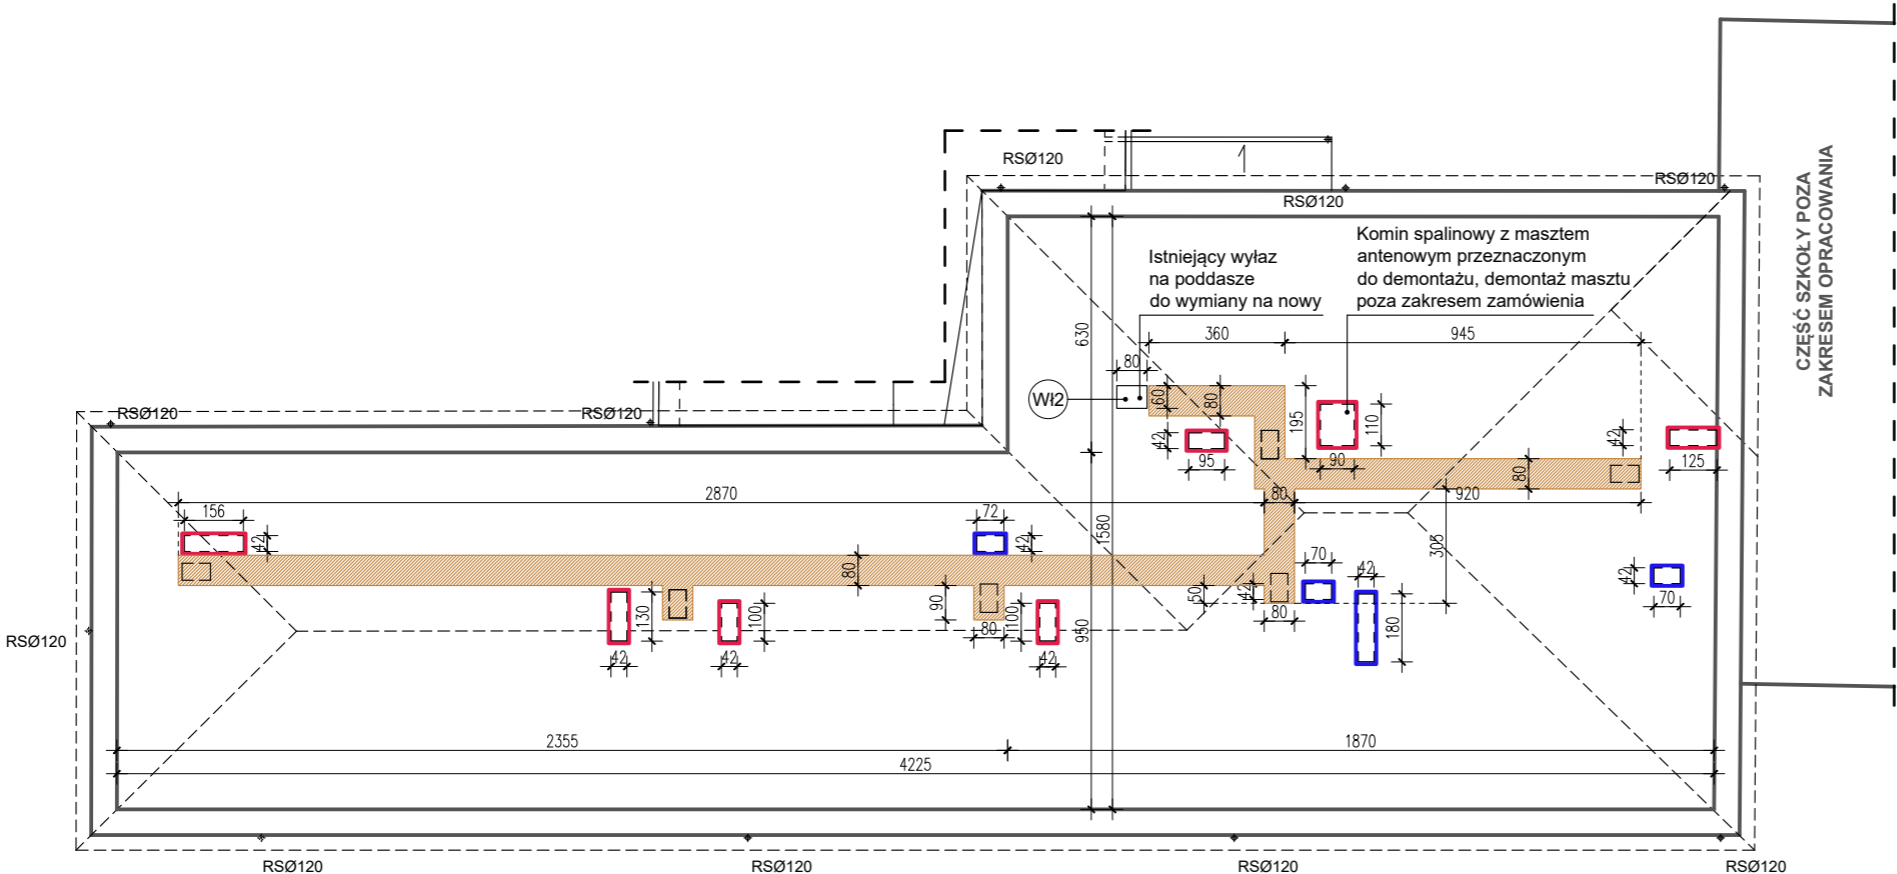 RSØ120
RSØ120
RSØ120
CZĘŚĆ SZKOŁY POZA
ZAKRESEM OPRACOWANIA
Istniejący wyłaz
na poddasze
do wymiany na nowy
Komin spalinowy z masztem
antenowym przeznaczonym
do demontażu, demontaż masztu
poza zakresem zamówienia
630
360
945
80
Wł2
60
80
195
110
42
95
90
42
125
80
RSØ120
RSØ120
2870
80
920
156
42
72
42
1580
305
80
70
42
42
70
42
130
100
90
80
100
50
42
80
180
950
42
42
42
RSØ120
2355
1870
4225
RSØ120
RSØ120
RSØ120
RSØ120